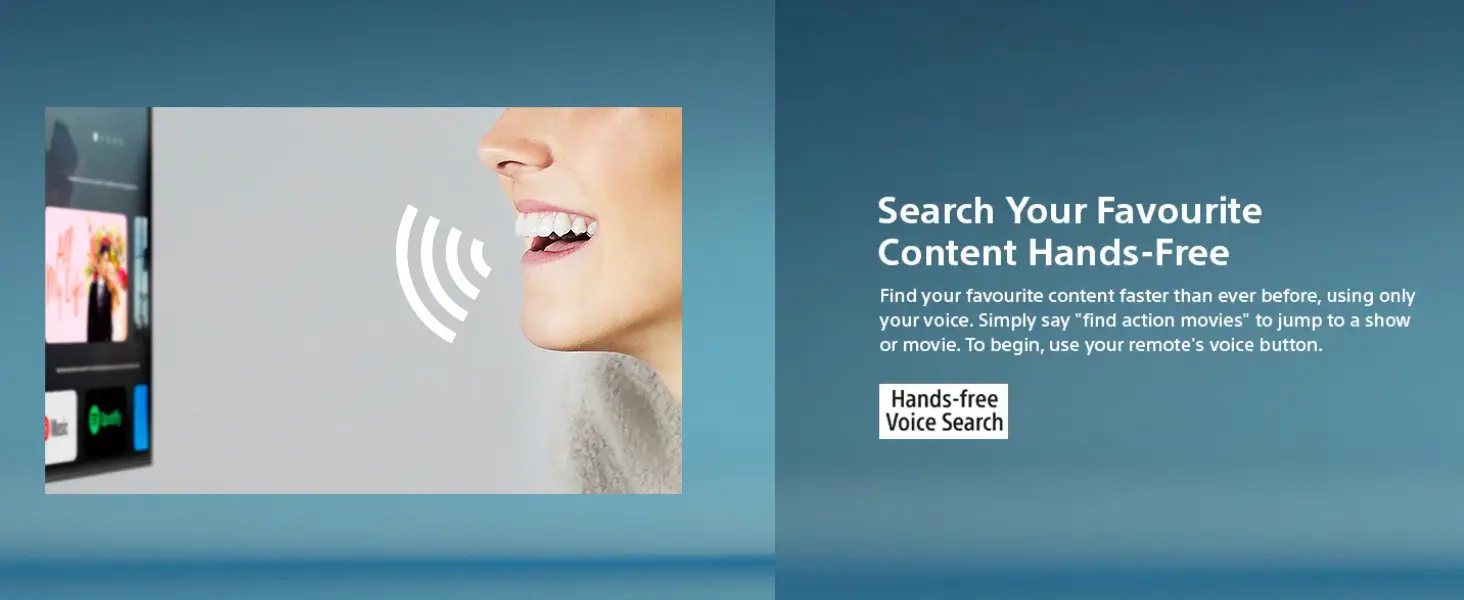 Music
Spotify
Search Your Favourite
Content Hands-Free
Find your favourite content faster than ever before, using only
your voice. Simply say "find action movies" to jump to a show
or movie. To begin, use your remote's voice button.
Hands-free
Voice Search